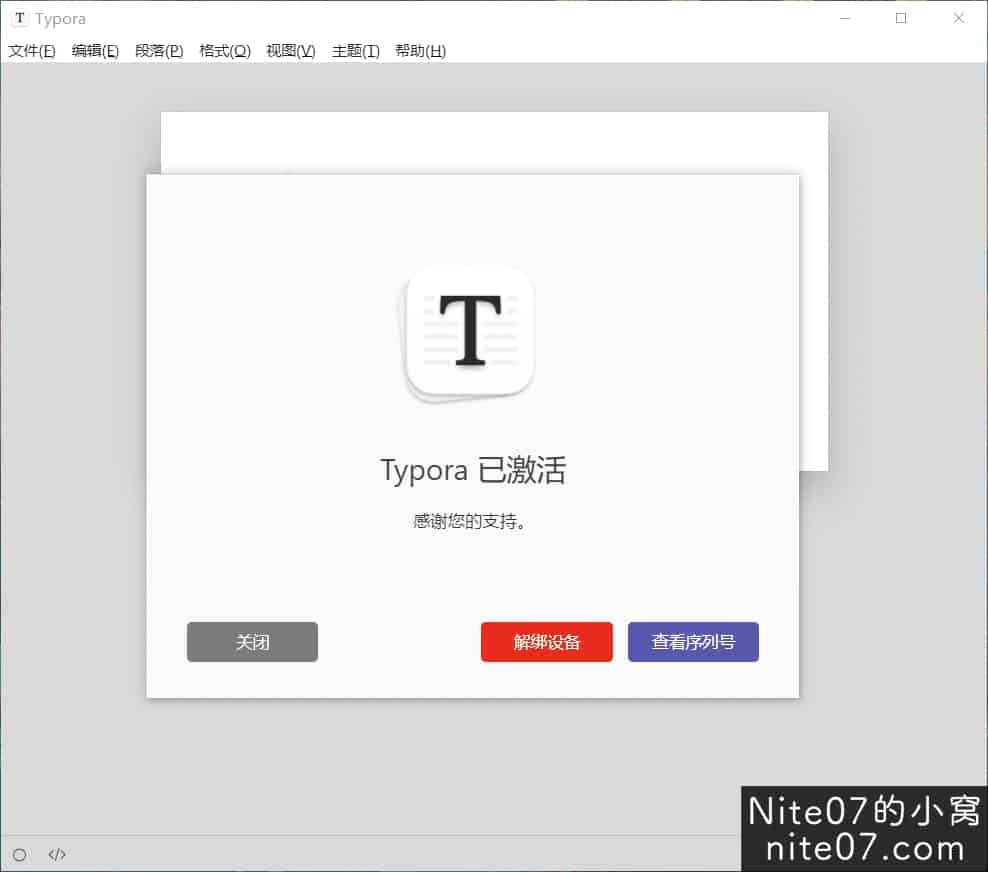 T Typora
文件(F) 编辑(E) 段落(P) 格式(O) 视图(V) 主题(T) 帮助(H)
T
Typora 已激活
感谢您的支持。
关闭 解绑设备 查看序列号
</>
Nite07的小窝
nite07.com